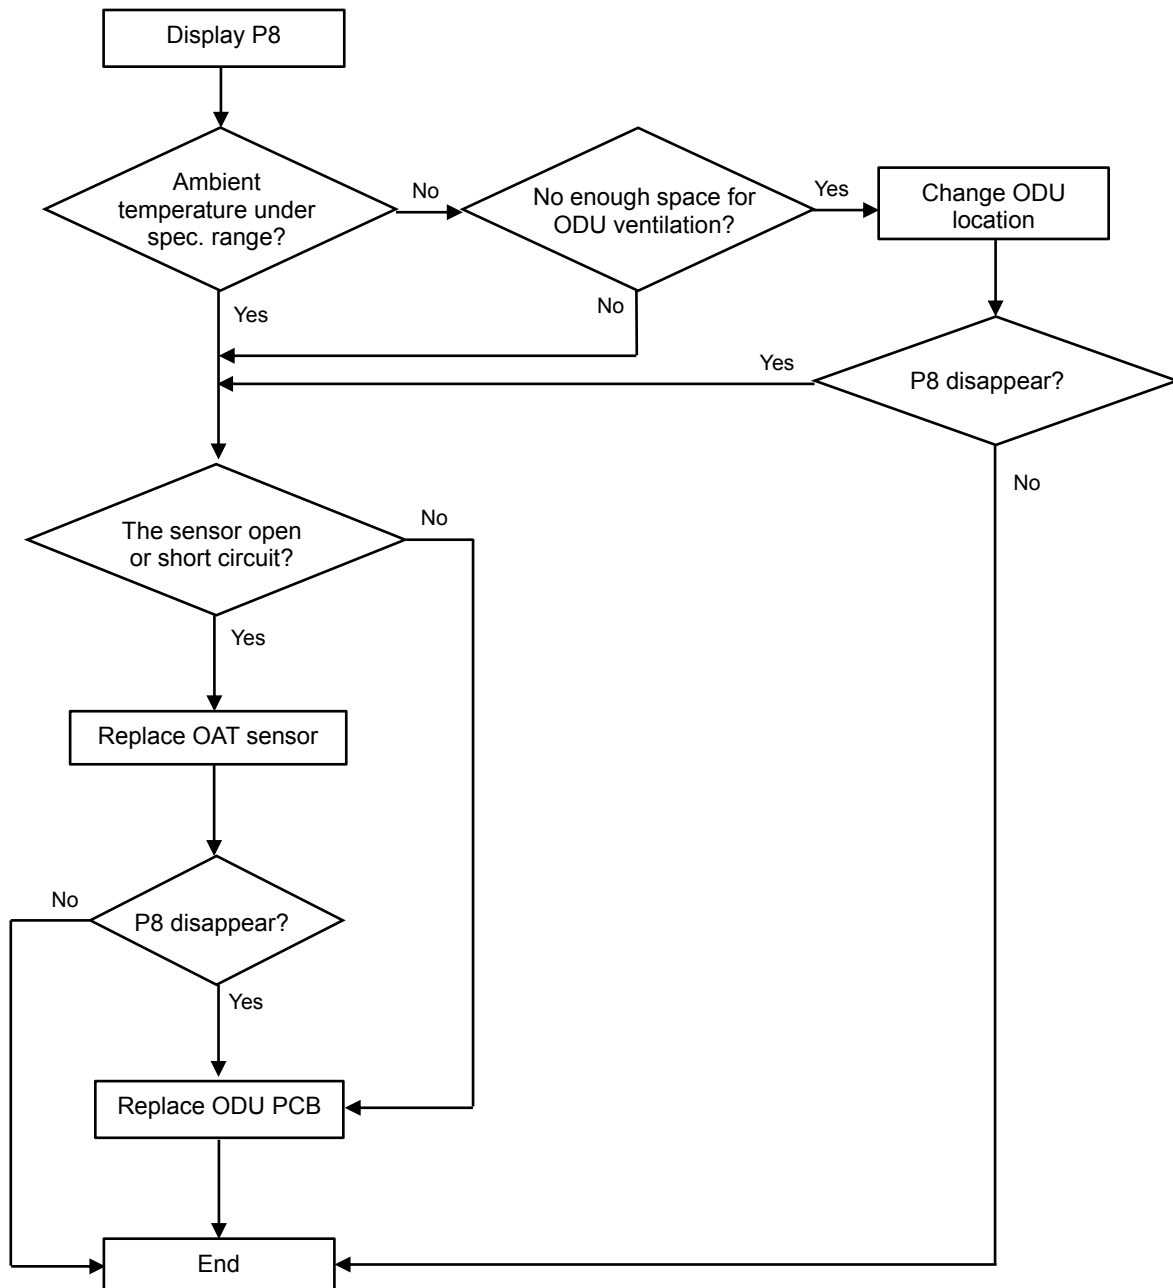 Display P8
Ambient
temperature under
spec. range?
No
No enough space for
ODU ventilation?
Yes
Change ODU
location
Yes
No
Yes
P8 disappear?
No
The sensor open
or short circuit?
No
Yes
Replace OAT sensor
No
P8 disappear?
Yes
Replace ODU PCB
End